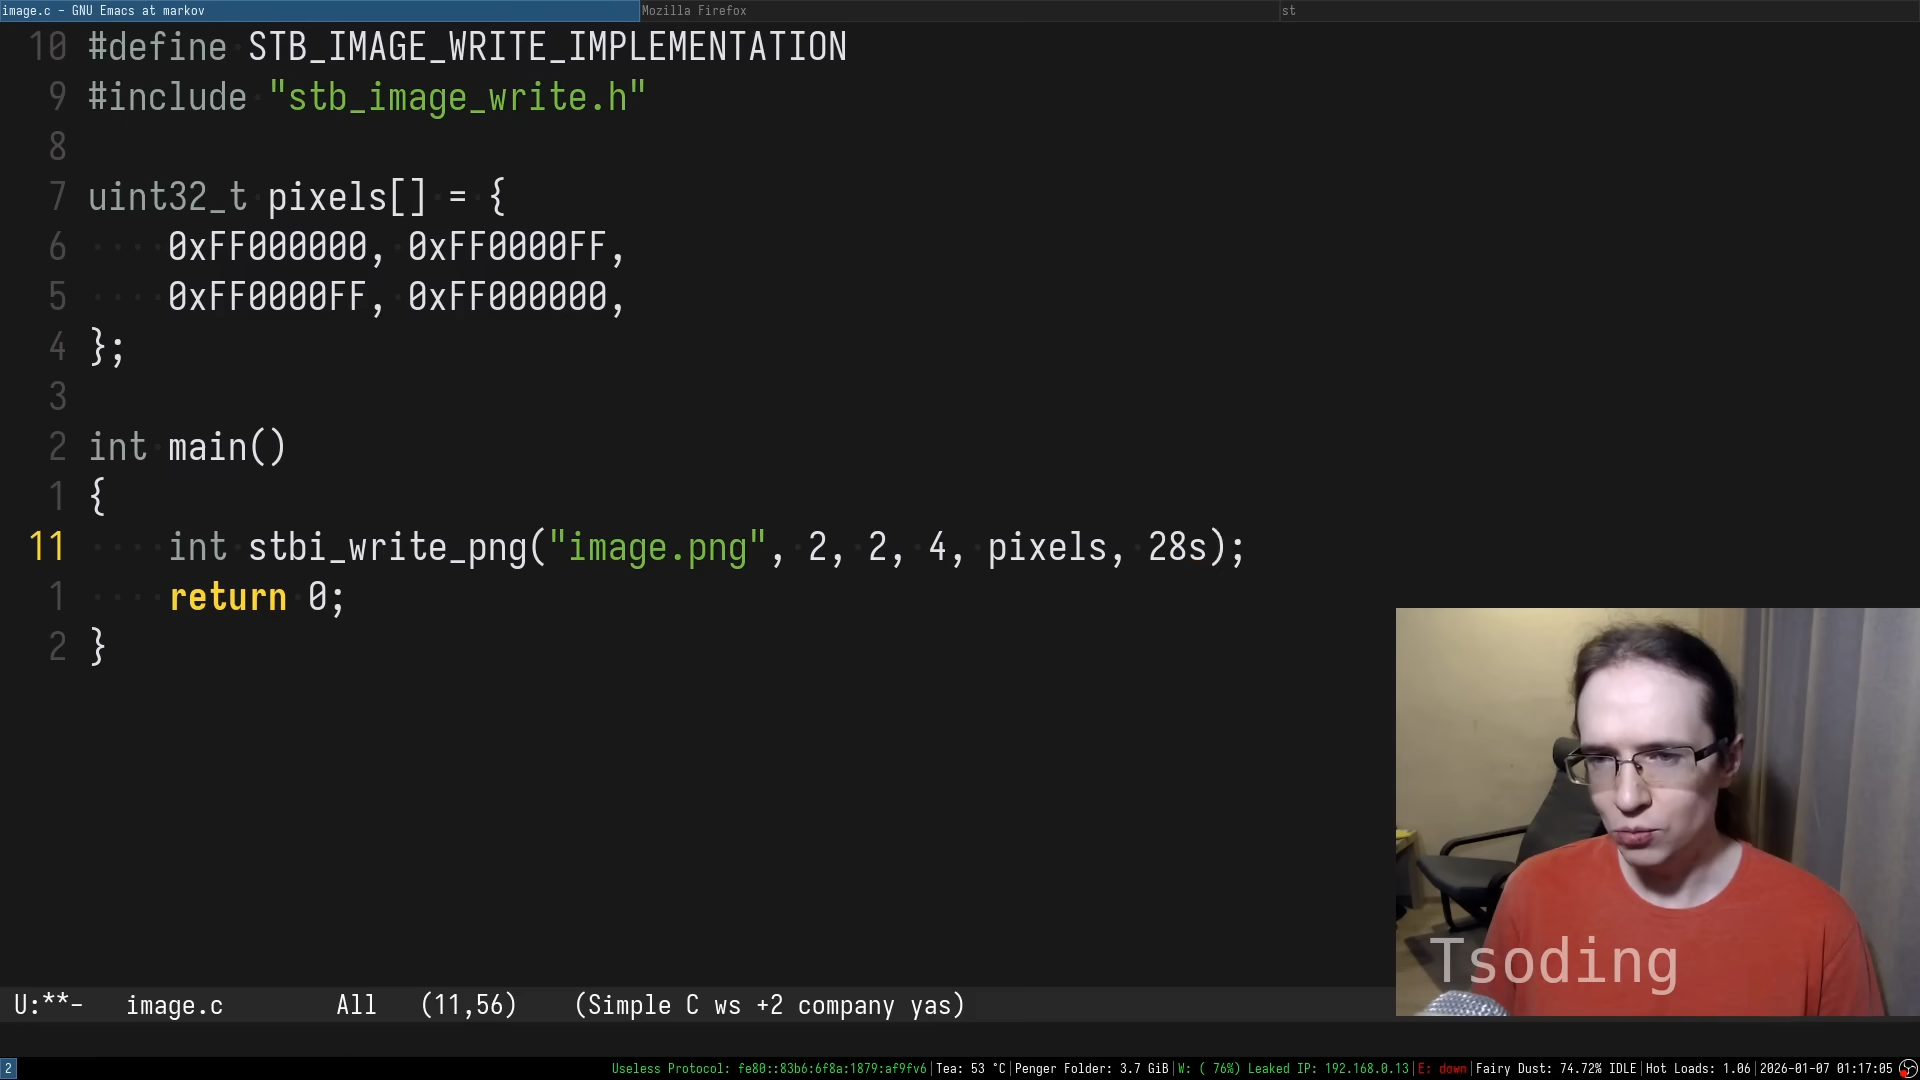 image.c - GNU Emacs at markov Mozilla Firefox st
10 #define STB_IMAGE_WRITE_IMPLEMENTATION
9 #include "stb_image_write.h"
8
7 uint32_t pixels[] = {
6 0xFF000000, 0xFF0000FF,
5 0xFF0000FF, 0xFF000000,
4 };
3
2 int main()
1 {
11 int stbi_write_png("image.png", 2, 2, 4, pixels, 28s);
1 return 0;
2 }
Tsoding
U:**- image.c All (11,56) (Simple C ws +2 company yas)
2 Useless Protocol: fe80::83b6:6f8a:1879:af9fv6|Tea: 53 °C|Penger Folder: 3.7 GiB|W: ( 76%) Leaked IP: 192.168.0.13|E: down|Fairy Dust: 74.72% IDLE|Hot Loads: 1.06|2026-01-07 01:17:05